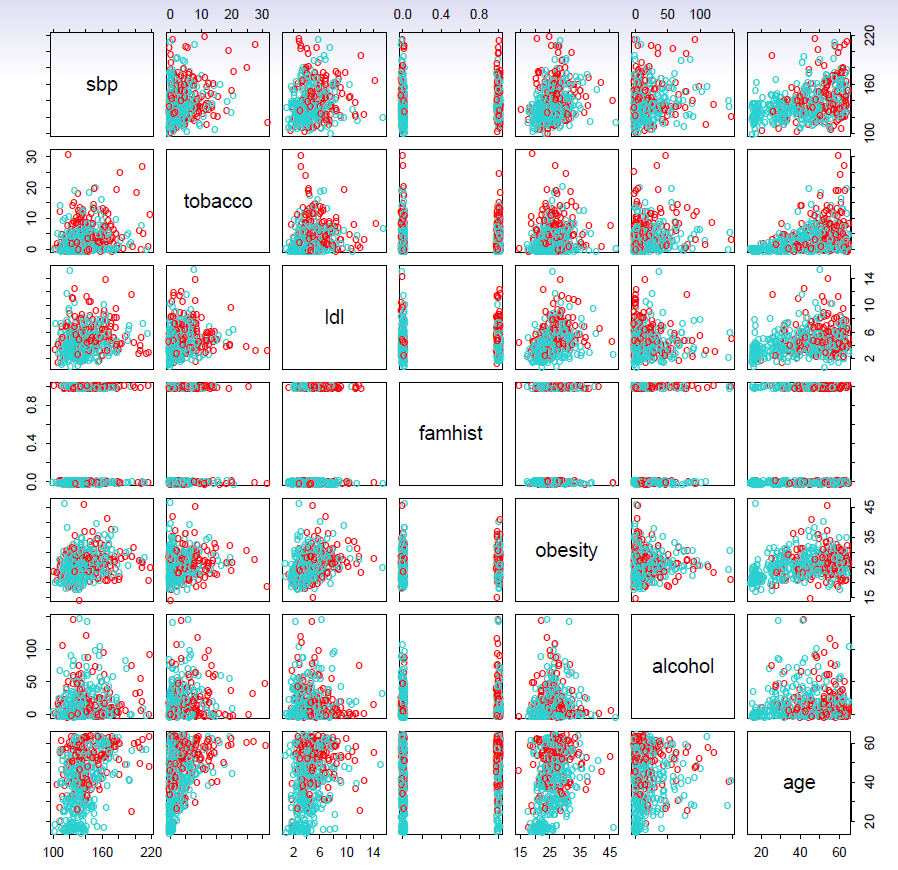 0 10 20 30
0.0 0.4 0.8
0 50 100
sbp
100 160 220
0 10 20 30
tobacco
ldl
2 6 10 14
0.0 0.4 0.8
famhist
obesity
15 25 35 45
0 50 100
alcohol
age
20 40 60
100 160 220
2 6 10 14
15 25 35 45
20 40 60